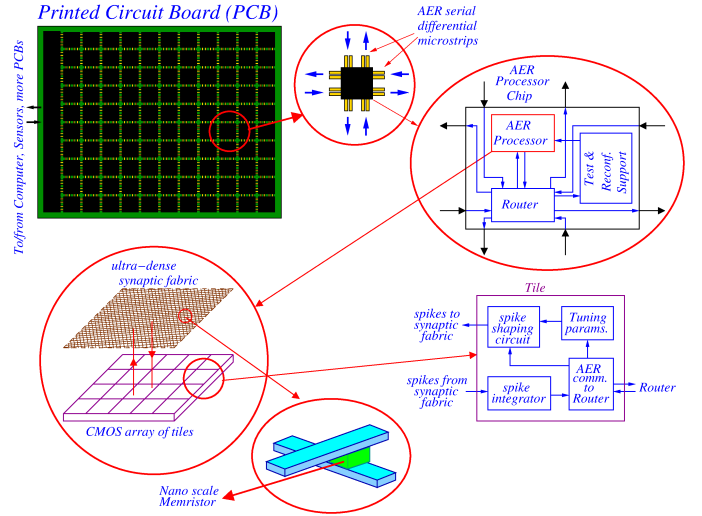 Printed Circuit Board (PCB)
To/from Computer, Sensors, more PCBs
AER serial
differential
microstrips
AER
Processor
Chip
AER
Processor
Test &
Reconf.
Support
Router
ultra-dense
synaptic fabric
CMOS array of tiles
Tile
spikes to
synaptic
fabric
spike
shaping
circuit
Tuning
params.
spikes from
synaptic
fabric
spike
integrator
AER
comm.
to
Router
Router
Nano scale
Memristor